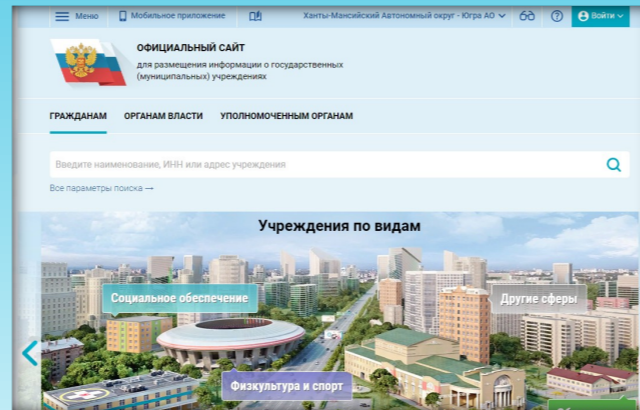 Меню
Мобильное приложение
Ханты-Мансийский Автономный округ - Югра АО
Войти
ОФИЦИАЛЬНЫЙ САЙТ
для размещения информации о государственных
(муниципальных) учреждениях
ГРАЖДАНАМ ОРГАНАМ ВЛАСТИ УПОЛНОМОЧЕННЫМ ОРГАНАМ
Введите наименование, ИНН или адрес учреждения
Все параметры поиска →
Учреждения по видам
Социальное обеспечение
Другие сферы
Физкультура и спорт